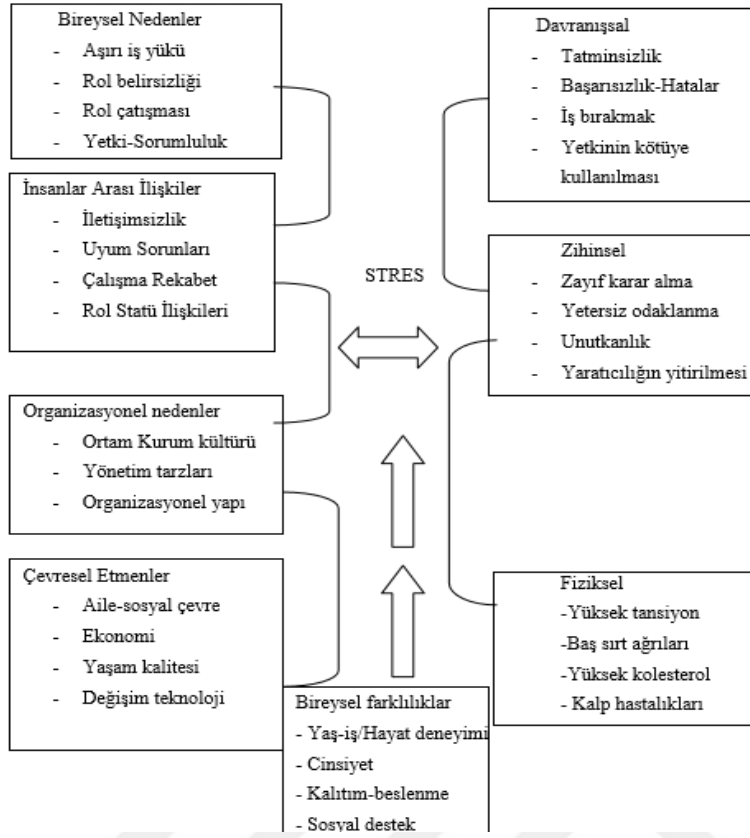 Bireysel Nedenler
- Aşırı iş yükü
- Rol belirsizliği
- Rol çatışması
- Yetki-Sorumluluk
İnsanlar Arası İlişkiler
- İletişimsizlik
- Uyum Sorunları
- Çalışma Rekabet
- Rol Statü İlişkileri
Organizasyonel nedenler
- Ortam Kurum kültürü
- Yönetim tarzları
- Organizasyonel yapı
Çevresel Etmenler
- Aile-sosyal çevre
- Ekonomi
- Yaşam kalitesi
- Değişim teknoloji
STRES
Bireysel farklılıklar
- Yaş-iş/Hayat deneyimi
- Cinsiyet
- Kalıtım-beslenme
- Sosyal destek
Davranışsal
- Tatminsizlik
- Başarısızlık-Hatalar
- İş bırakmak
- Yetkinin kötüye
kullanılması
Zihinsel
- Zayıf karar alma
- Yetersiz odaklanma
- Unutkanlık
- Yaratıcılığın yitirilmesi
Fiziksel
-Yüksek tansiyon
-Baş sırt ağrıları
-Yüksek kolesterol
- Kalp hastalıkları